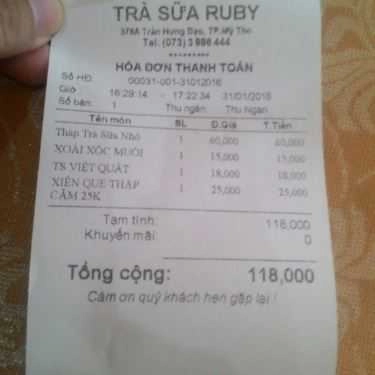 TRÀ SỮA RUBY
378A Trần Hưng Đạo, TP.Mỹ Tho
Tel: (073) 3 996 444
HÓA ĐƠN THANH TOÁN
Số HĐ: 00031-001-31012016
Giờ 16:29:14 - 17:22:34 31/01/2016
Số bàn: 1 Thu ngân: Thu Ngan
Tên món SL Đ.Giá T.Tiền
Tháp Trà Sữa Nhỏ 1 60,000 60,000
XOÀI XÓC MUỐI 1 15,000 15,000
TS VIỆT QUẤT 1 18,000 18,000
XIÊN QUE THẬP CẨM 25K 1 25,000 25,000
Tạm tính: 118,000
Khuyến mãi: 0
Tổng cộng: 118,000
Cảm ơn quý khách hẹn gặp lại !